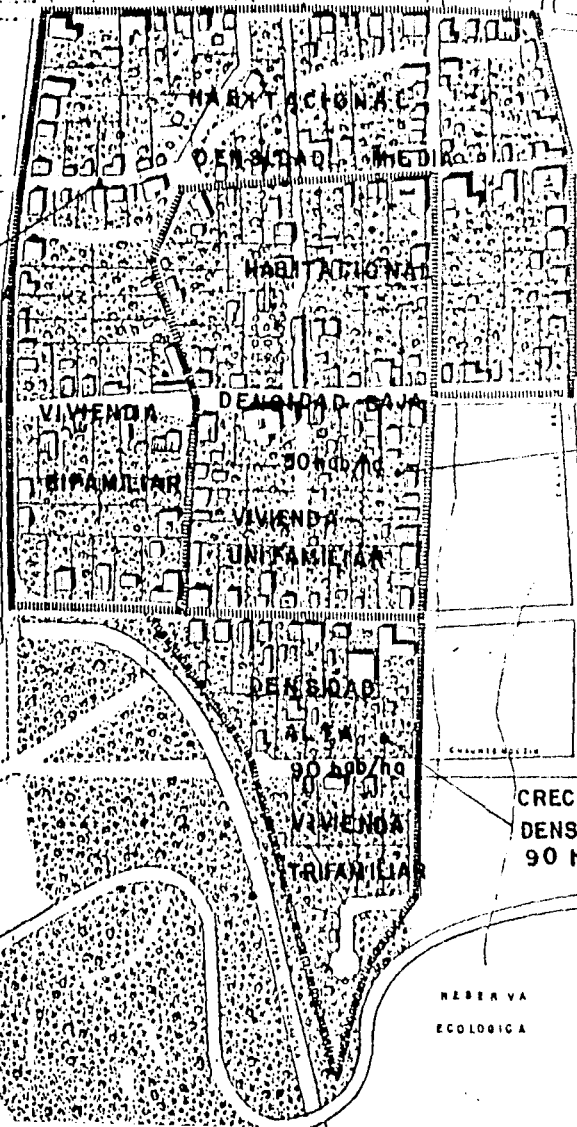 HABITACIONAL
DENSIDAD MEDIA
HABITACIONAL
DENSIDAD BAJA
VIVIENDA
BIFAMILIAR
50 hab/ha
VIVIENDA
UNIFAMILIAR
DENSIDAD
ALTA
90 hab/ha
VIVIENDA
TRIFAMILIAR
CREC
DENS
90 H
RESERVA
ECOLOGICA